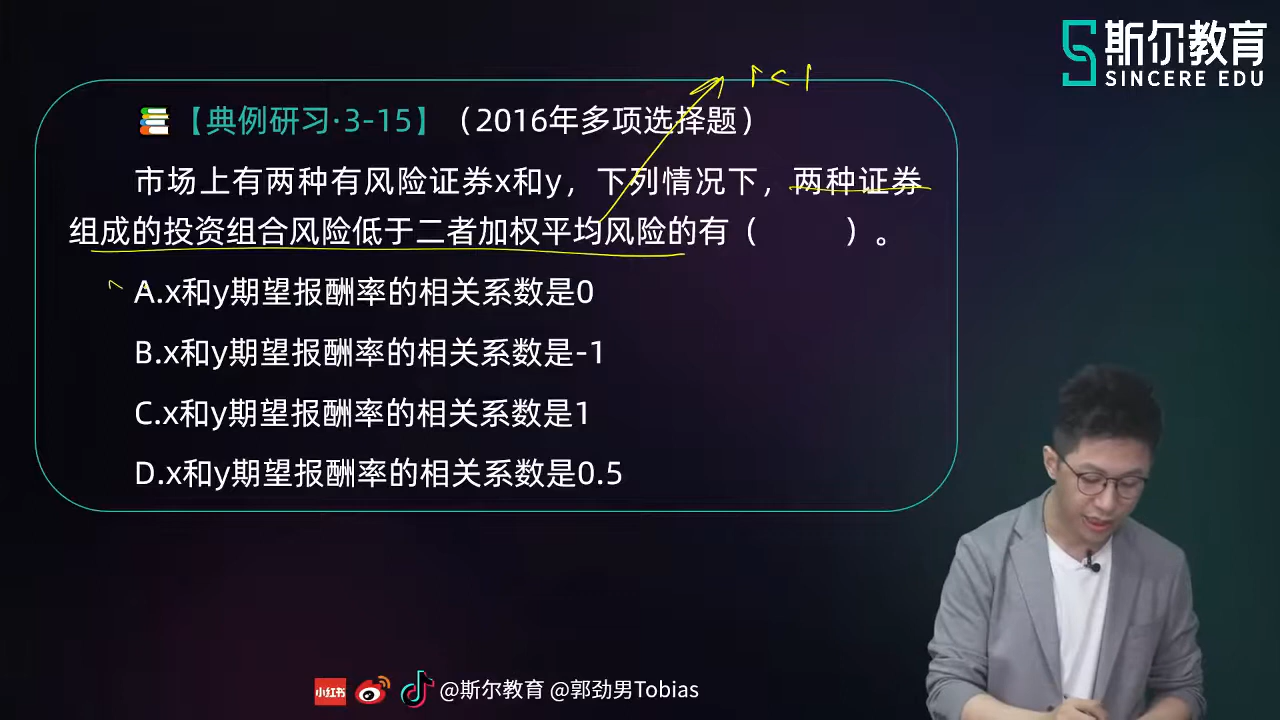 斯尔教育
SINCERE EDU
r<1
【典例研习·3-15】（2016年多项选择题）
市场上有两种有风险证券x和y，下列情况下，两种证券
组成的投资组合风险低于二者加权平均风险的有（  ）。
A.x和y期望报酬率的相关系数是0
B.x和y期望报酬率的相关系数是-1
C.x和y期望报酬率的相关系数是1
D.x和y期望报酬率的相关系数是0.5
小红书 @斯尔教育 @郭劲男Tobias